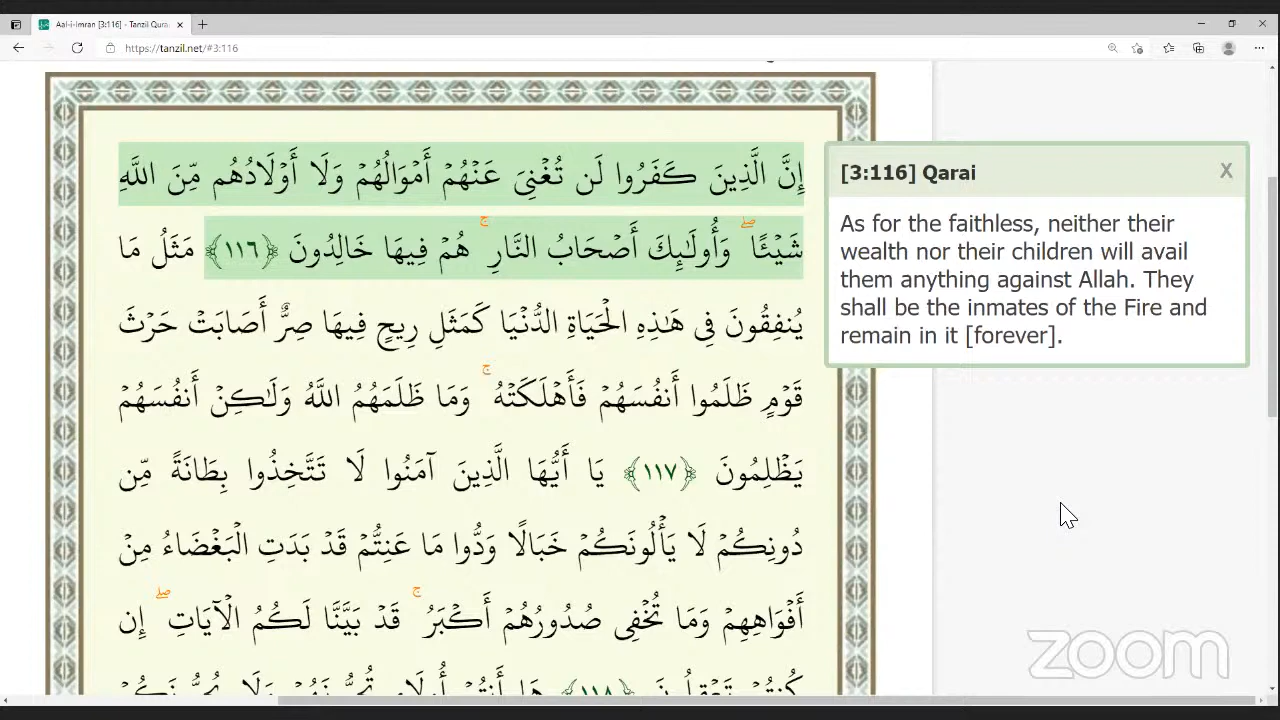 Aal-i-Imran [3:116] - Tanzil Qura
https://tanzil.net/#3:116
إِنَّ الَّذِينَ كَفَرُوا لَن تُغْنِيَ عَنْهُمْ أَمْوَالُهُمْ وَلَا أَوْلَادُهُم مِّنَ اللَّهِ
شَيْئًا ۖ وَأُولَـٰئِكَ أَصْحَابُ النَّارِ ۚ هُمْ فِيهَا خَالِدُونَ ﴿١١٦﴾ مَثَلُ مَا
يُنفِقُونَ فِي هَـٰذِهِ الْحَيَاةِ الدُّنْيَا كَمَثَلِ رِيحٍ فِيهَا صِرٌّ أَصَابَتْ حَرْثَ
قَوْمٍ ظَلَمُوا أَنفُسَهُمْ فَأَهْلَكَتْهُ ۚ وَمَا ظَلَمَهُمُ اللَّهُ وَلَـٰكِنْ أَنفُسَهُمْ
يَظْلِمُونَ ﴿١١٧﴾ يَا أَيُّهَا الَّذِينَ آمَنُوا لَا تَتَّخِذُوا بِطَانَةً مِّن
دُونِكُمْ لَا يَأْلُونَكُمْ خَبَالًا وَدُّوا مَا عَنِتُّمْ قَدْ بَدَتِ الْبَغْضَاءُ مِنْ
أَفْوَاهِهِمْ وَمَا تُخْفِي صُدُورُهُمْ أَكْبَرُ ۚ قَدْ بَيَّنَّا لَكُمُ الْآيَاتِ ۖ إِن
[3:116] Qarai
X
As for the faithless, neither their
wealth nor their children will avail
them anything against Allah. They
shall be the inmates of the Fire and
remain in it [forever].
zoom